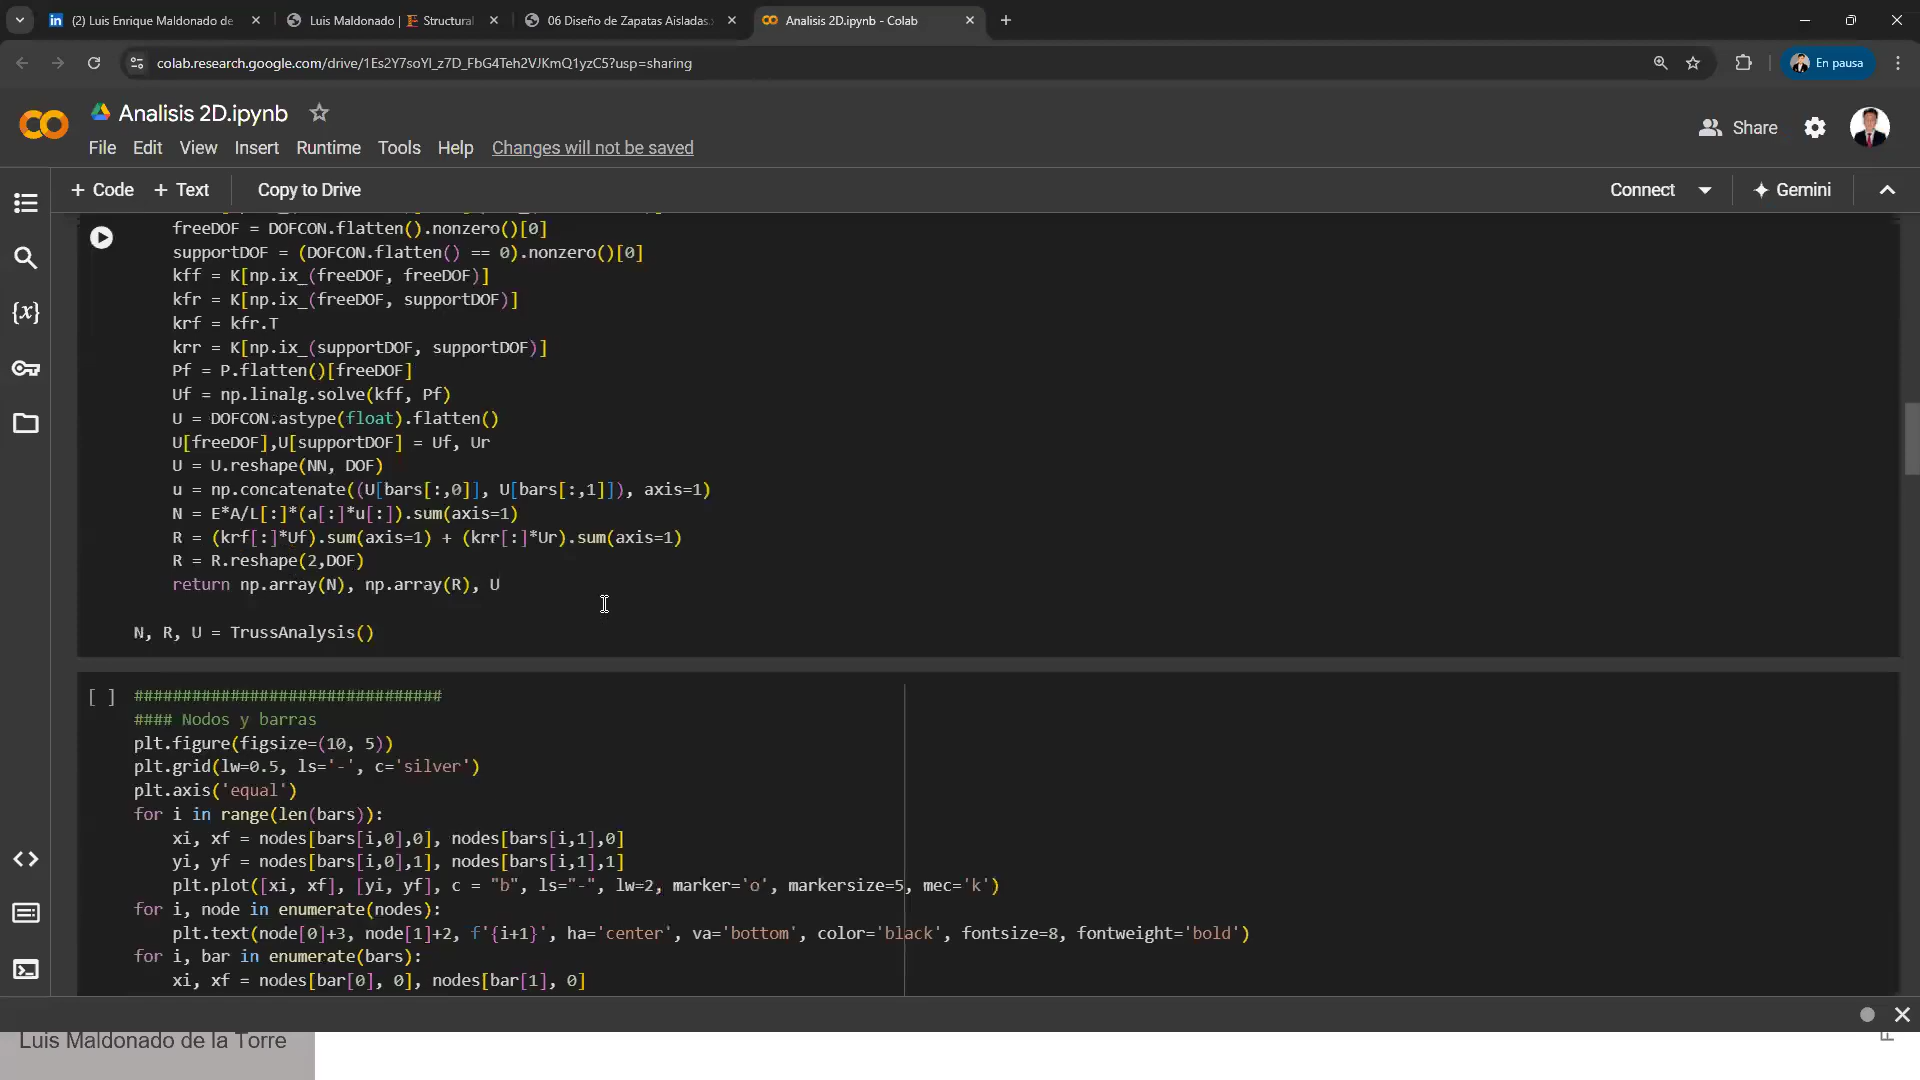 (2) Luis Enrique Maldonado de
Luis Maldonado | Structural
06 Diseño de Zapatas Aisladas.
Analisis 2D.ipynb - Colab
colab.research.google.com/drive/1Es2Y7soYl_z7D_FbG4Teh2VJKmQ1yzC5?usp=sharing
En pausa
Analisis 2D.ipynb
Share
File Edit View Insert Runtime Tools Help Changes will not be saved
+ Code + Text Copy to Drive
Connect
Gemini
freeDOF = DOFCON.flatten().nonzero()[0]
supportDOF = (DOFCON.flatten() == 0).nonzero()[0]
kff = K[np.ix_(freeDOF, freeDOF)]
kfr = K[np.ix_(freeDOF, supportDOF)]
krf = kfr.T
krr = K[np.ix_(supportDOF, supportDOF)]
Pf = P.flatten()[freeDOF]
Uf = np.linalg.solve(kff, Pf)
U = DOFCON.astype(float).flatten()
U[freeDOF],U[supportDOF] = Uf, Ur
U = U.reshape(NN, DOF)
u = np.concatenate((U[bars[:,0]], U[bars[:,1]]), axis=1)
N = E*A/L[:]*(a[:]*u[:]).sum(axis=1)
R = (krf[:]*Uf).sum(axis=1) + (krr[:]*Ur).sum(axis=1)
R = R.reshape(2,DOF)
return np.array(N), np.array(R), U
N, R, U = TrussAnalysis()
[ ] ################################
#### Nodos y barras
plt.figure(figsize=(10, 5))
plt.grid(lw=0.5, ls='-', c='silver')
plt.axis('equal')
for i in range(len(bars)):
xi, xf = nodes[bars[i,0],0], nodes[bars[i,1],0]
yi, yf = nodes[bars[i,0],1], nodes[bars[i,1],1]
plt.plot([xi, xf], [yi, yf], c = "b", ls="-", lw=2, marker='o', markersize=5, mec='k')
for i, node in enumerate(nodes):
plt.text(node[0]+3, node[1]+2, f'{i+1}', ha='center', va='bottom', color='black', fontsize=8, fontweight='bold')
for i, bar in enumerate(bars):
xi, xf = nodes[bar[0], 0], nodes[bar[1], 0]
Luis Maldonado de la Torre